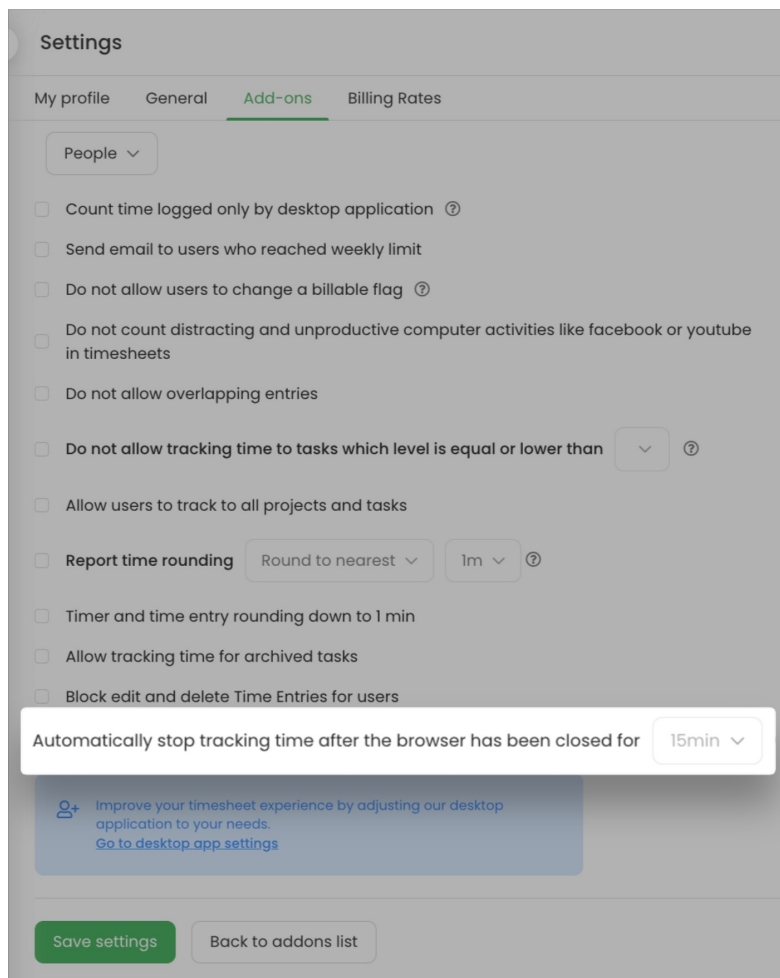 Settings
My profile General Add-ons Billing Rates
People
Count time logged only by desktop application ?
Send email to users who reached weekly limit
Do not allow users to change a billable flag ?
Do not count distracting and unproductive computer activities like facebook or youtube
in timesheets
Do not allow overlapping entries
Do not allow tracking time to tasks which level is equal or lower than ?
Allow users to track to all projects and tasks
Report time rounding Round to nearest 1m ?
Timer and time entry rounding down to 1 min
Allow tracking time for archived tasks
Block edit and delete Time Entries for users
Automatically stop tracking time after the browser has been closed for 15min
Improve your timesheet experience by adjusting our desktop
application to your needs.
Go to desktop app settings
Save settings Back to addons list